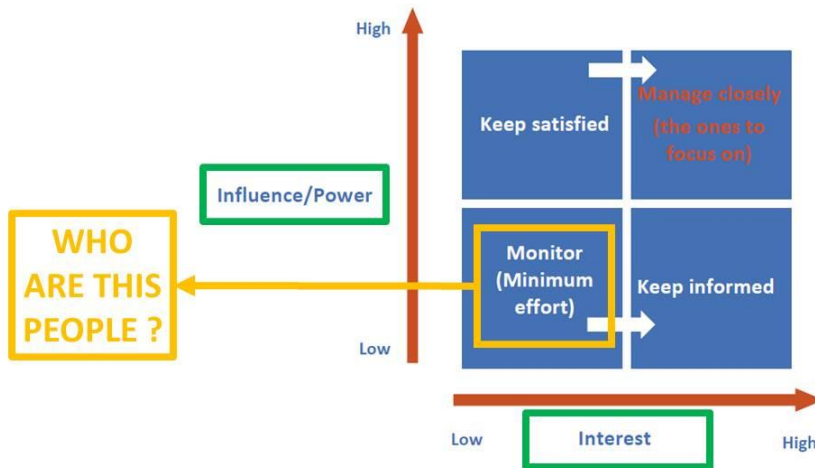 High
Keep satisfied
Manage closely
(the ones to
focus on)
Influence/Power
WHO
ARE THIS
PEOPLE ?
Monitor
(Minimum
effort)
Keep informed
Low
Low
Interest
High